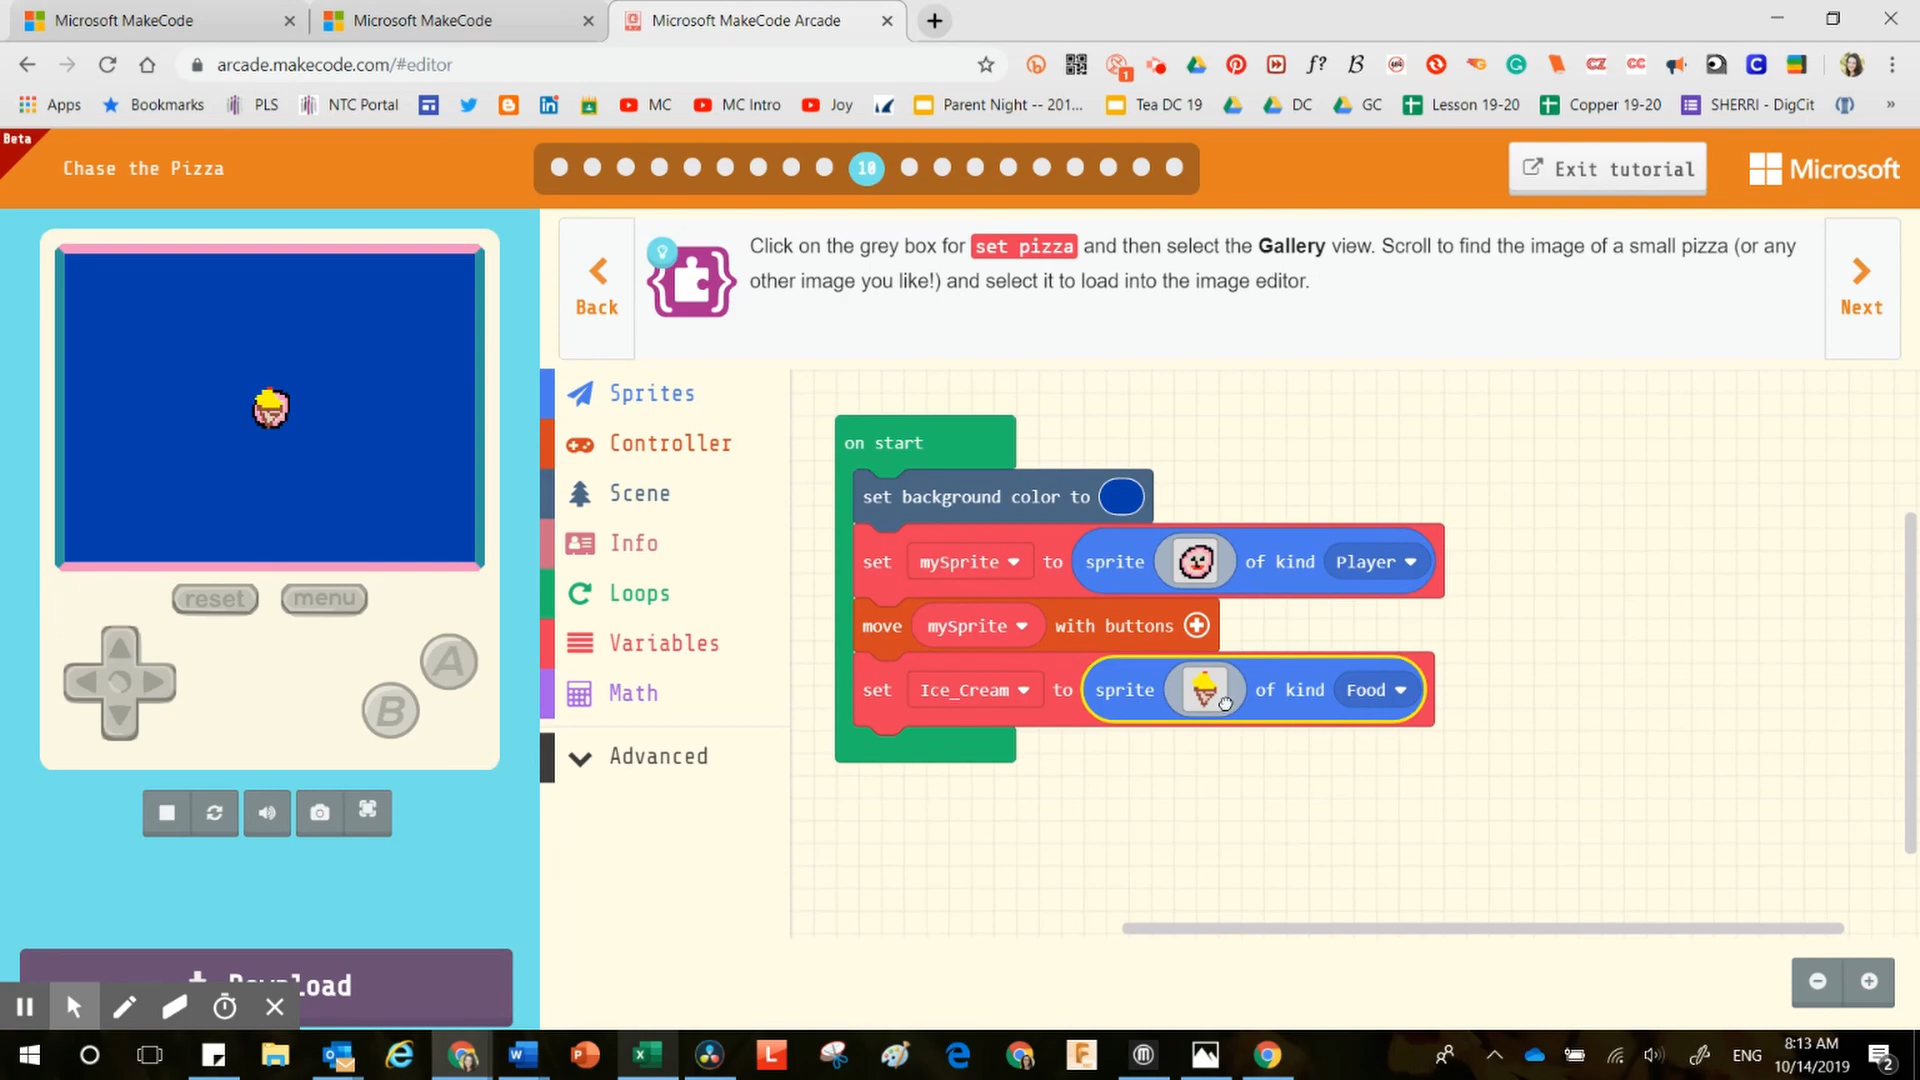 Microsoft MakeCode
Microsoft MakeCode
Microsoft MakeCode Arcade
arcade.makecode.com/#editor
1
f?
Apps
Bookmarks
PLS
NTC Portal
MC
MC Intro
Joy
Parent Night -- 201...
Tea DC 19
DC
GC
Lesson 19-20
Copper 19-20
SHERRI - DigCit
»
Beta
Chase the Pizza
10
Exit tutorial
Microsoft
Back
Click on the grey box for set pizza and then select the Gallery view. Scroll to find the image of a small pizza (or any
other image you like!) and select it to load into the image editor.
Next
Sprites
Controller
Scene
Info
Loops
Variables
Math
Advanced
on start
set background color to
set mySprite to sprite of kind Player
move mySprite with buttons
set Ice_Cream to sprite of kind Food
reset
menu
A
B
Download
ENG
8:13 AM
10/14/2019
2